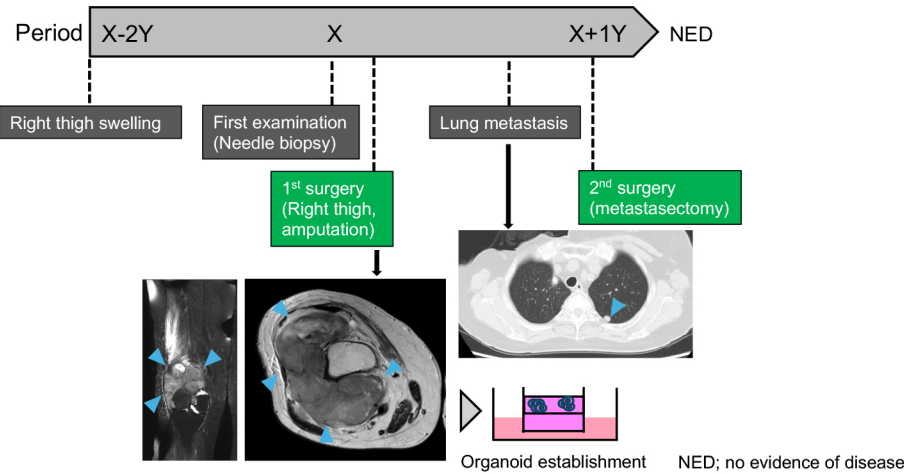 Period X-2Y X X+1Y NED
Right thigh swelling
First examination
(Needle biopsy)
Lung metastasis
1st surgery
(Right thigh,
amputation)
2nd surgery
(metastasectomy)
Organoid establishment
NED; no evidence of disease